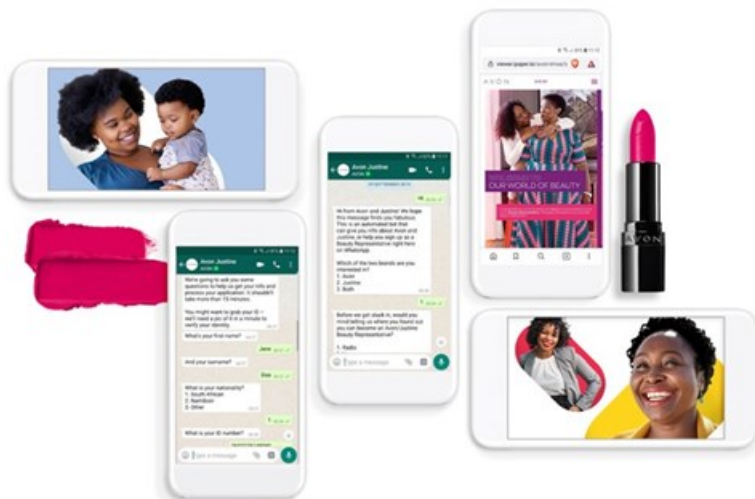 Avon Justine
Hi
Hi from Avon and Justine! We hope
this message finds you fabulous.
This is an automated bot that
can give you info about Avon and
Justine, or help you sign up as a
Beauty Representative right here
on WhatsApp.
Which of the two brands are you
interested in?
1. Avon
2. Justine
3. Both
1
Before we get stuck in, would you
mind telling us where you found out
you can become an Avon/Justine
Beauty Representative?
1. Radio
Type a message
Avon Justine
We're going to ask you some
questions to help us get your info and
process your application. It shouldn't
take more than 10 minutes.
You might want to grab your ID –
we'll need a pic of it in a minute to
verify your identity.
What's your first name?
Jane
And your surname?
Doe
What is your nationality?
1. South African
2. Namibian
3. Other
1
What is your ID number?
Type a message
OUR WORLD OF BEAUTY
AVON